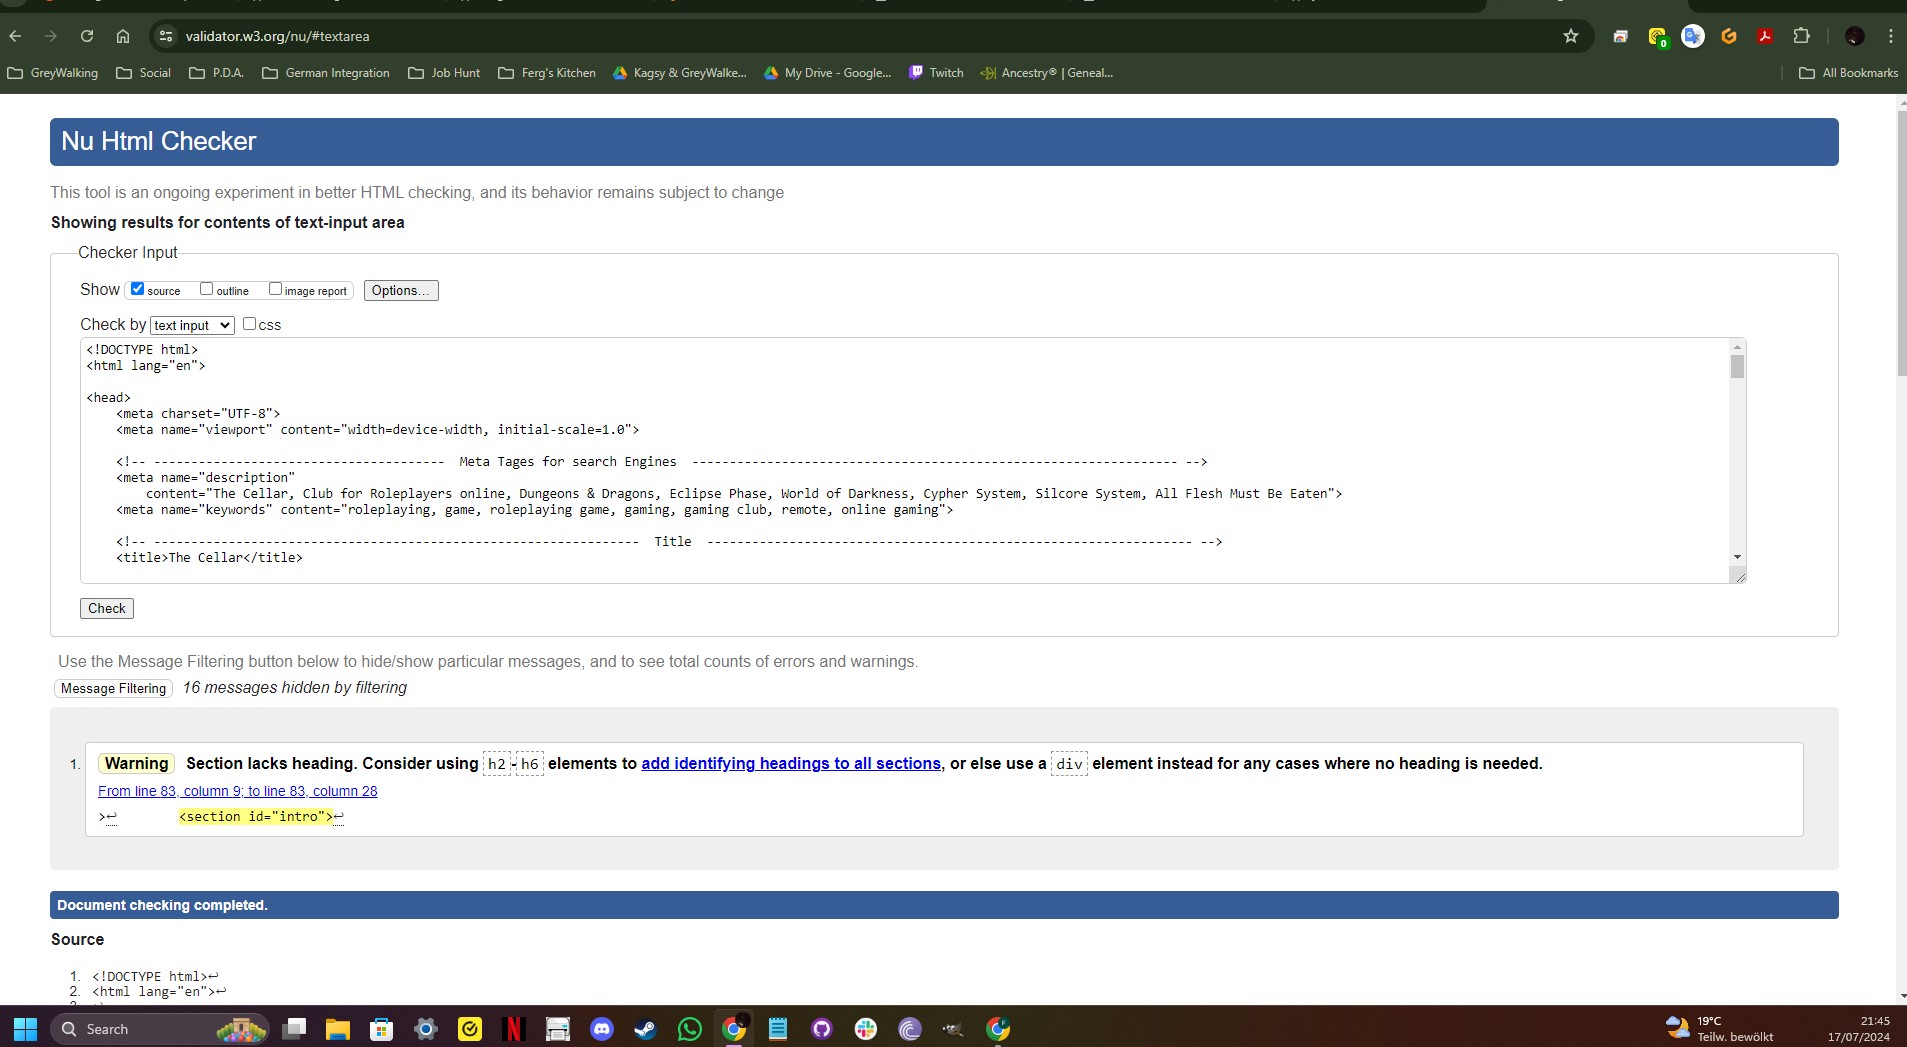 validator.w3.org/nu/#textarea
GreyWalking Social P.D.A. German Integration Job Hunt Ferg's Kitchen Kagsy & GreyWalke... My Drive - Google... Twitch Ancestry® | Geneal... All Bookmarks
Nu Html Checker
This tool is an ongoing experiment in better HTML checking, and its behavior remains subject to change
Showing results for contents of text-input area
Checker Input
Show source outline image report Options...
Check by text input css
<!DOCTYPE html>
<html lang="en">
<head>
<meta charset="UTF-8">
<meta name="viewport" content="width=device-width, initial-scale=1.0">
<!-- --------------------------------------- Meta Tages for search Engines ----------------------------------------------------------------- -->
<meta name="description"
content="The Cellar, Club for Roleplayers online, Dungeons & Dragons, Eclipse Phase, World of Darkness, Cypher System, Silcore System, All Flesh Must Be Eaten">
<meta name="keywords" content="roleplaying, game, roleplaying game, gaming, gaming club, remote, online gaming">
<!-- ----------------------------------------------------------------- Title ----------------------------------------------------------------- -->
<title>The Cellar</title>
Check
Use the Message Filtering button below to hide/show particular messages, and to see total counts of errors and warnings.
Message Filtering 16 messages hidden by filtering
1. Warning Section lacks heading. Consider using h2-h6 elements to add identifying headings to all sections, or else use a div element instead for any cases where no heading is needed.
From line 83, column 9; to line 83, column 28
>↩ <section id="intro">↩
Document checking completed.
Source
1. <!DOCTYPE html>↩
2. <html lang="en">↩
Search
19°C 21:45
Teilw. bewölkt 17/07/2024